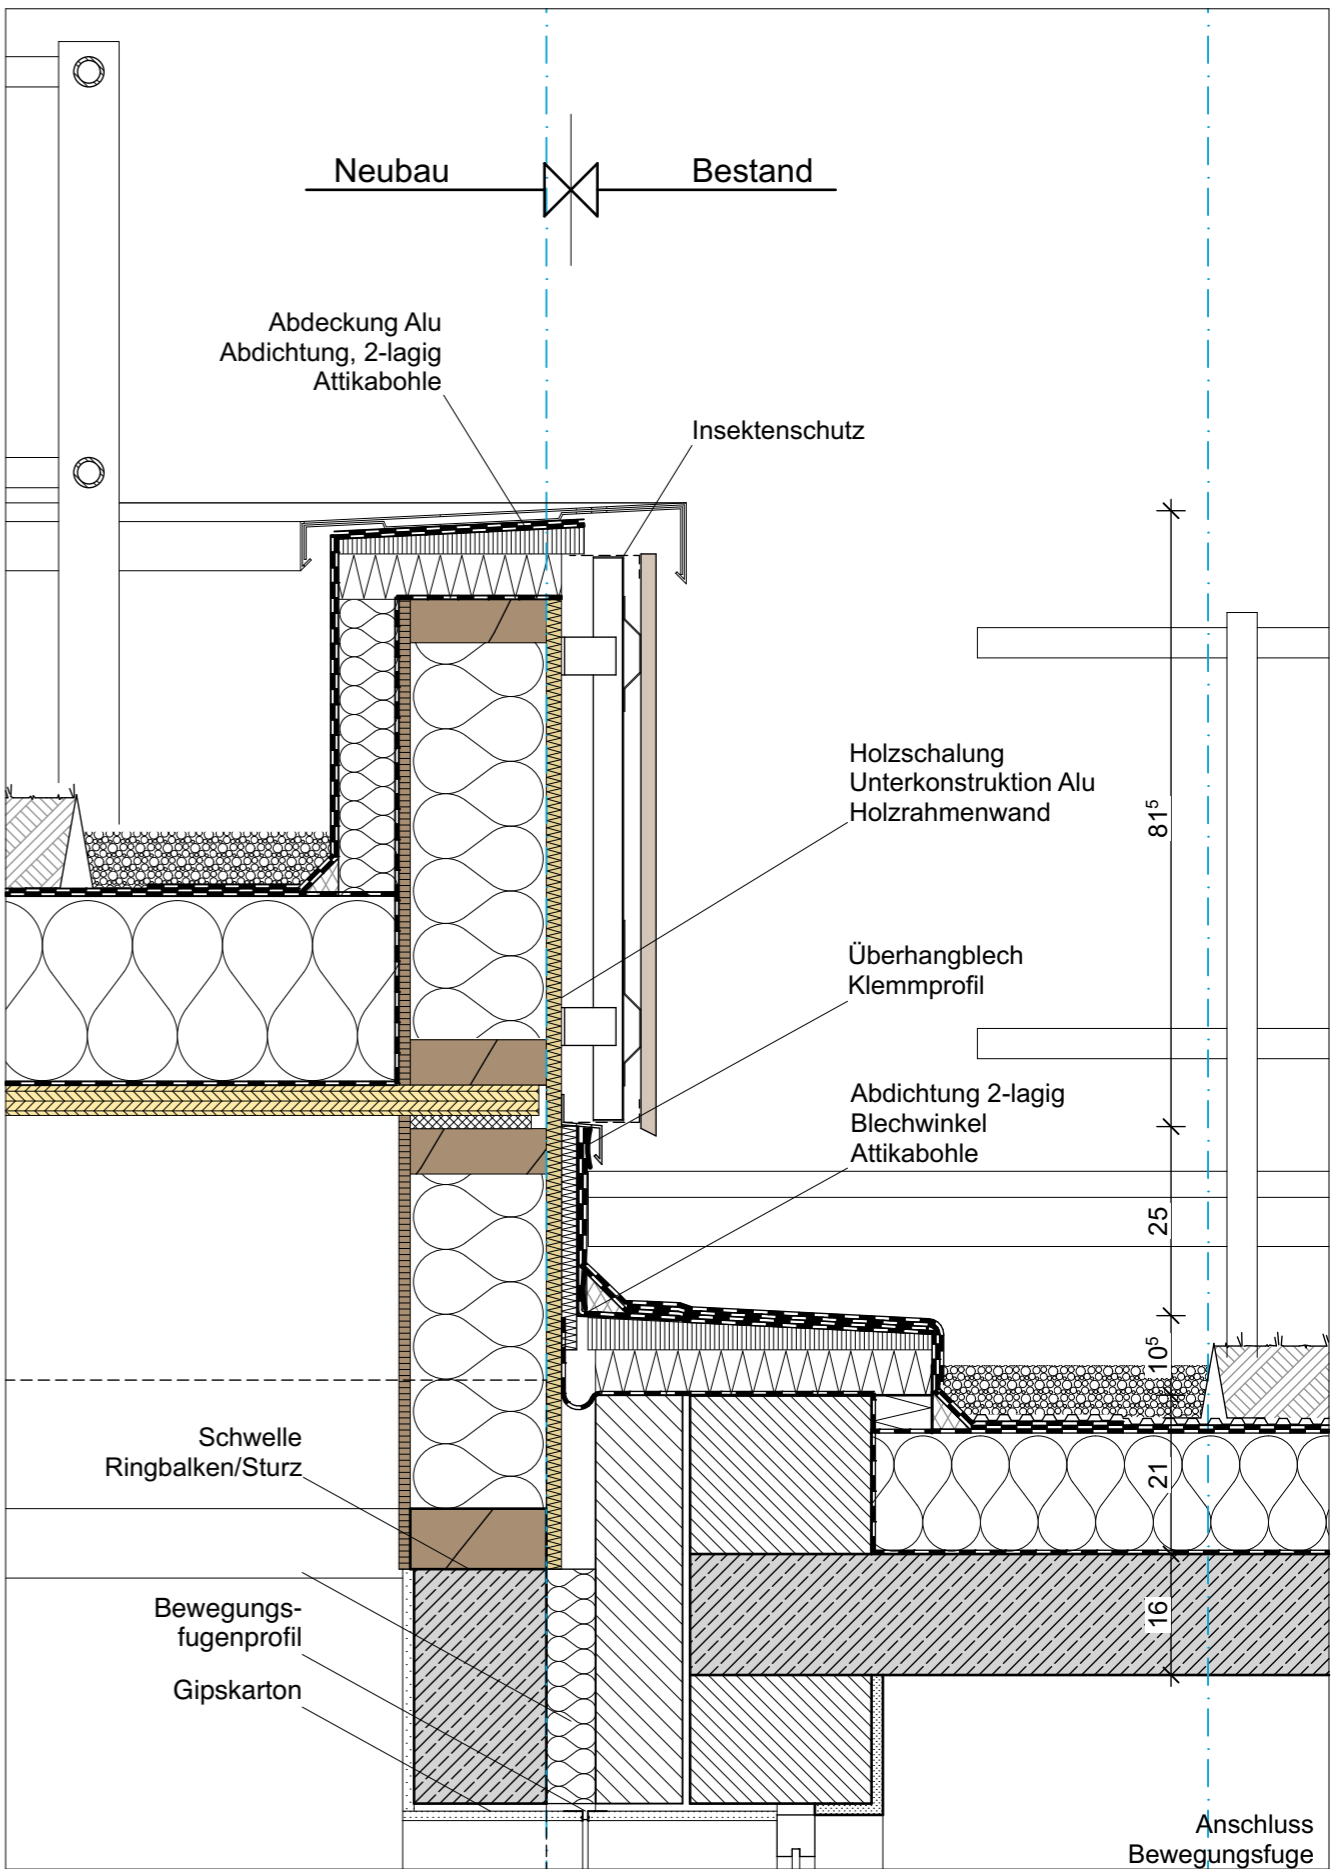 Neubau
Bestand
Abdeckung Alu
Abdichtung, 2-lagig
Attikabohle
Insektenschutz
Holzschalung
Unterkonstruktion Alu
Holzrahmenwand
81⁵
Überhangblech
Klemmprofil
Abdichtung 2-lagig
Blechwinkel
Attikabohle
25
10⁵
Schwelle
Ringbalken/Sturz
21
Bewegungs-
fugenprofil
16
Gipskarton
Anschluss
Bewegungsfuge